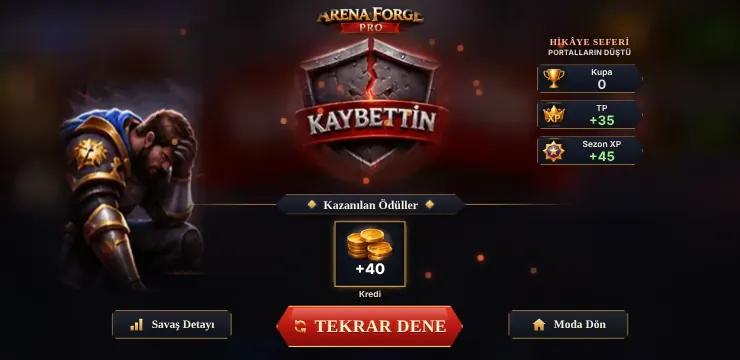 ARENA FORGE
PRO
KAYBETTİN
HİKÂYE SEFERİ
PORTALLARIN DÜŞTÜ
Kupa
0
XP
TP
+35
Sezon XP
+45
Kazanılan Ödüller
+40
Kredi
Savaş Detayı
TEKRAR DENE
Moda Dön